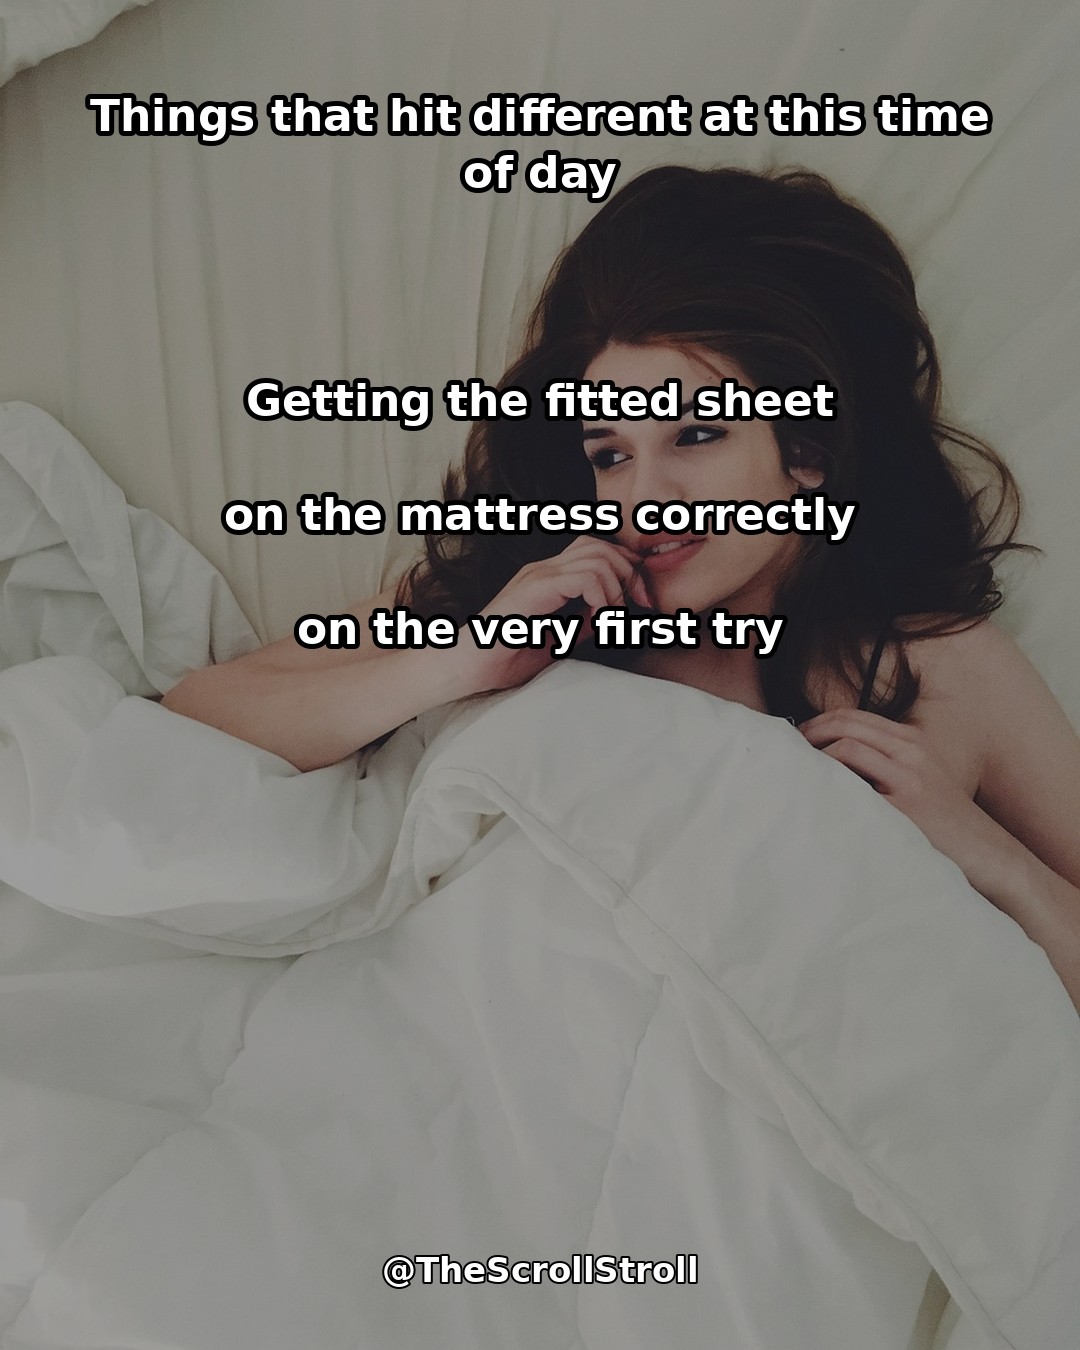 Things that hit different at this time
of day
Getting the fitted sheet
on the mattress correctly
on the very first try
@TheScrollStroll